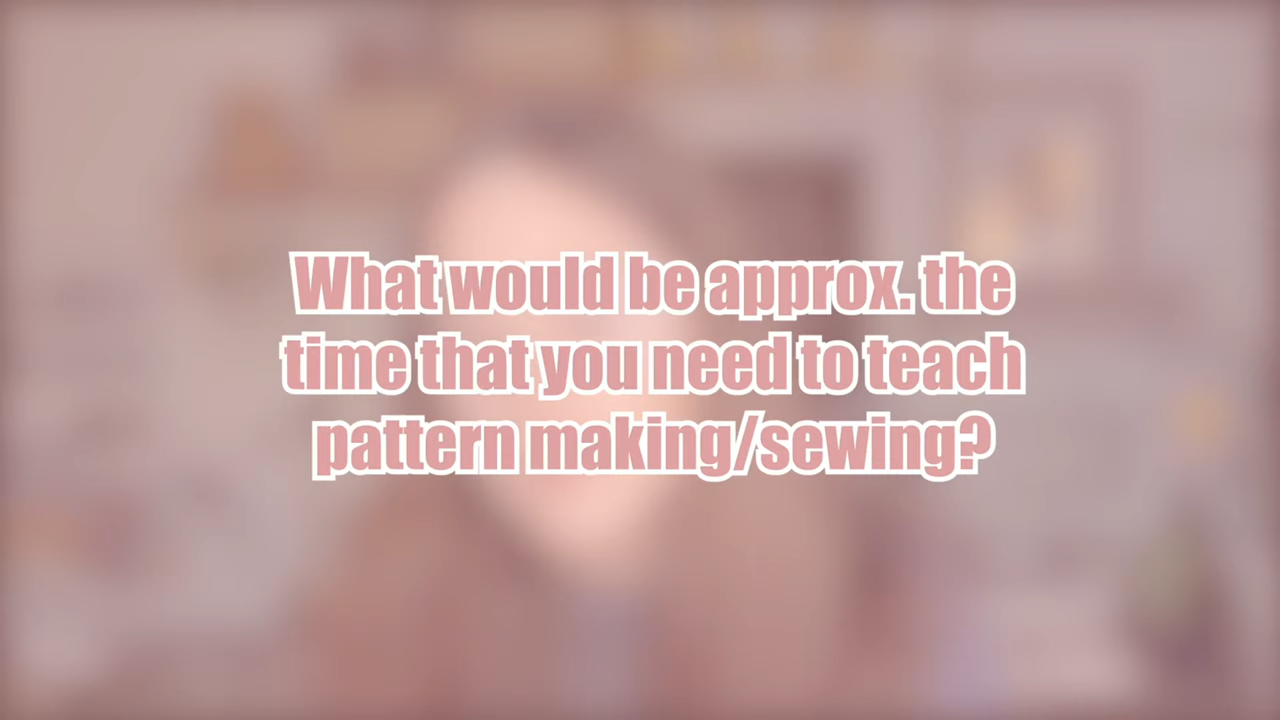 What would be approx. the
time that you need to teach
pattern making/sewing?